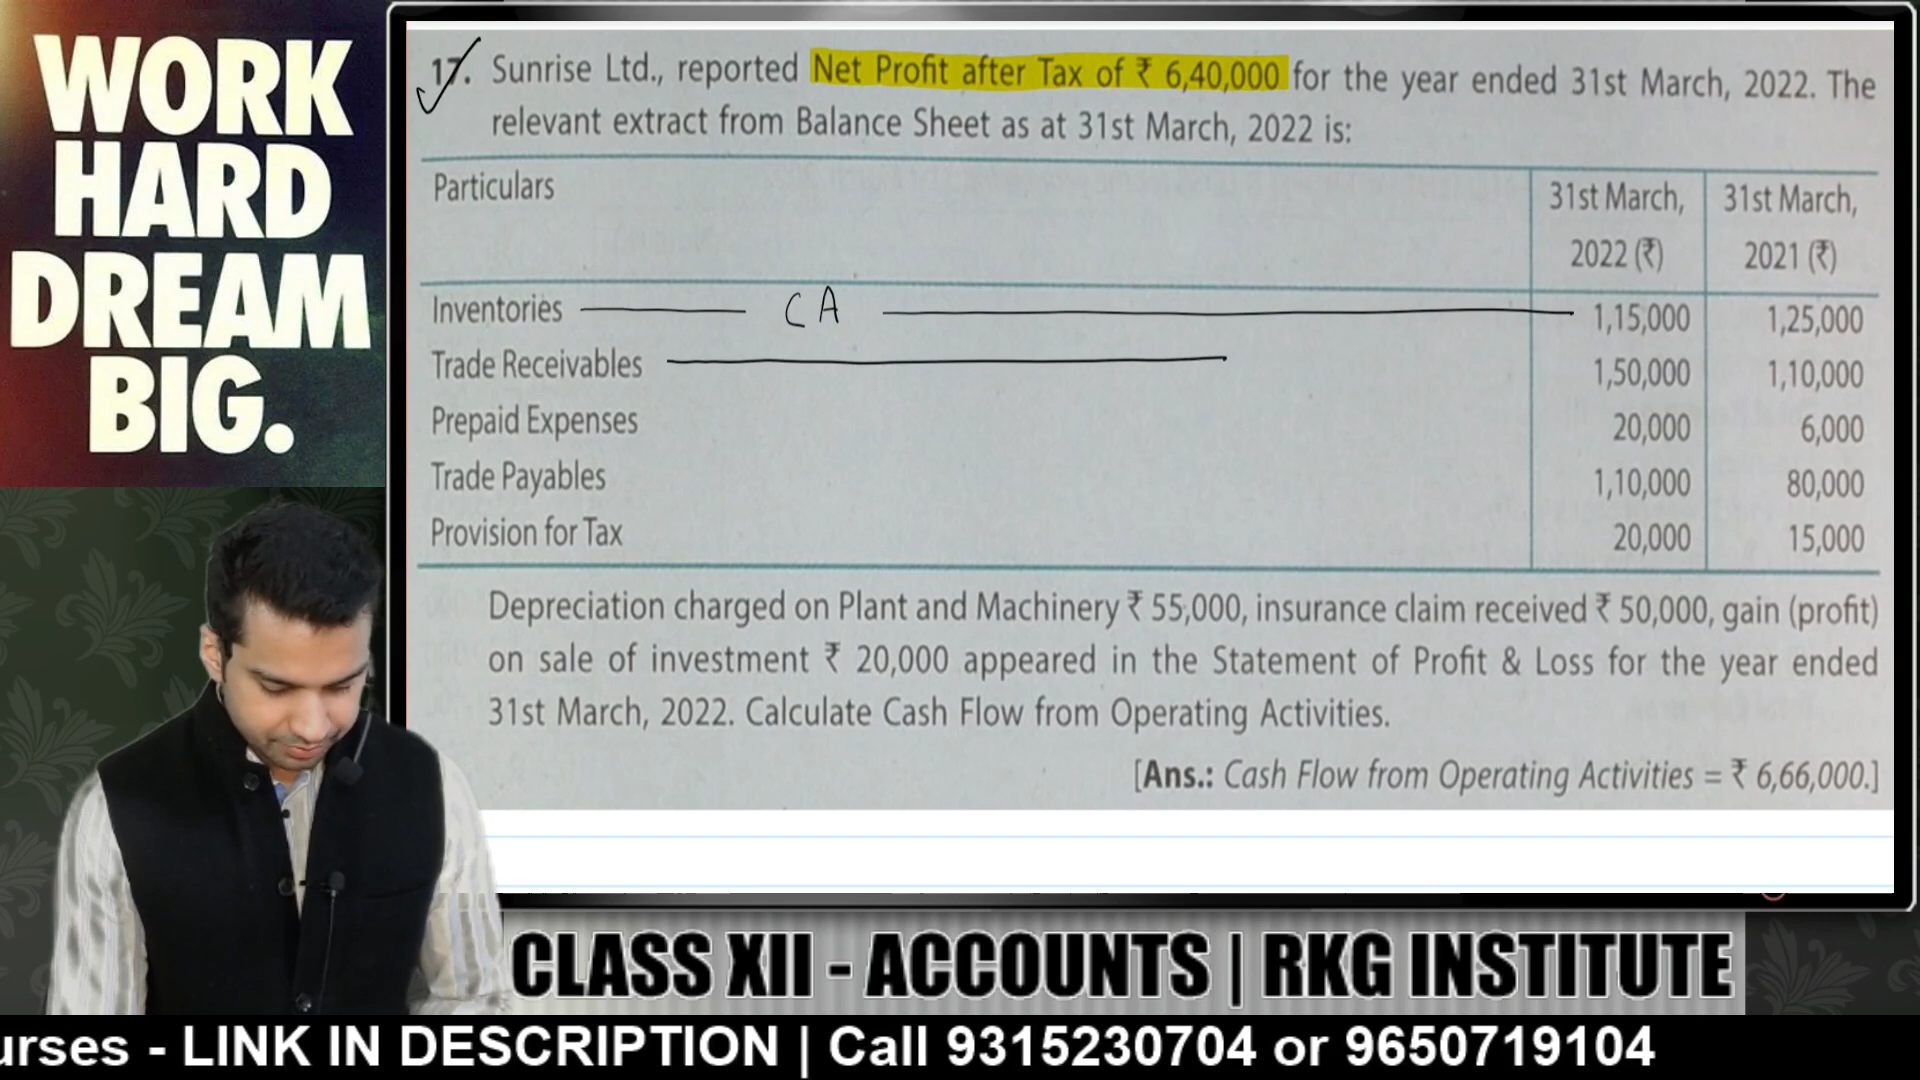 WORK
HARD
DREAM
BIG.
17. Sunrise Ltd., reported Net Profit after Tax of ₹ 6,40,000 for the year ended 31st March, 2022. The
relevant extract from Balance Sheet as at 31st March, 2022 is:
Particulars 31st March, 2022 (₹) 31st March, 2021 (₹)
Inventories CA 1,15,000 1,25,000
Trade Receivables 1,50,000 1,10,000
Prepaid Expenses 20,000 6,000
Trade Payables 1,10,000 80,000
Provision for Tax 20,000 15,000
Depreciation charged on Plant and Machinery ₹ 55,000, insurance claim received ₹ 50,000, gain (profit)
on sale of investment ₹ 20,000 appeared in the Statement of Profit & Loss for the year ended
31st March, 2022. Calculate Cash Flow from Operating Activities.
[Ans.: Cash Flow from Operating Activities = ₹ 6,66,000.]
CLASS XII - ACCOUNTS | RKG INSTITUTE
urses - LINK IN DESCRIPTION | Call 9315230704 or 9650719104